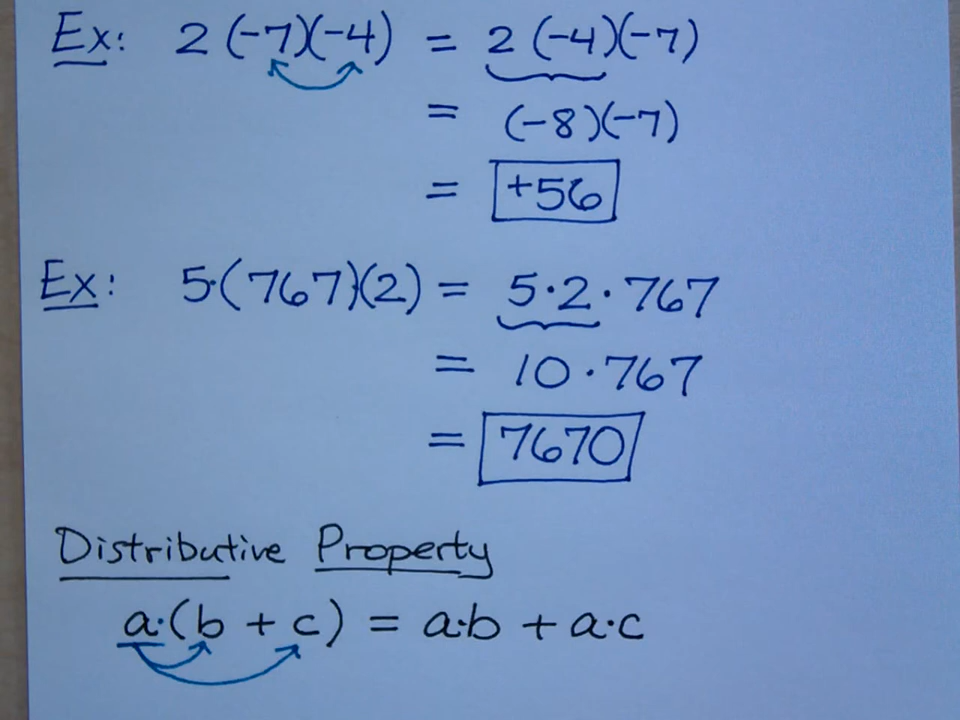 Ex: 2(-7)(-4) = 2(-4)(-7)
= (-8)(-7)
= +56
Ex: 5·(767)·(2) = 5·2·767
= 10·767
= 7670
Distributive Property
a·(b + c) = a·b + a·c